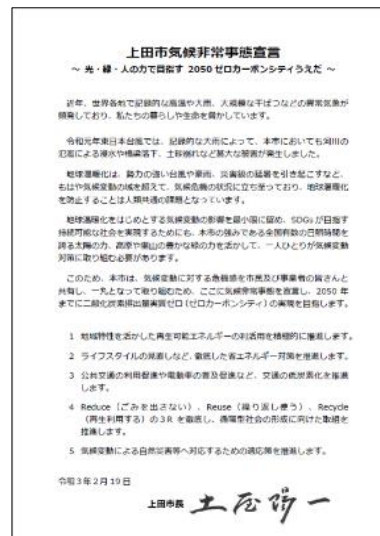 上田市気候非常事態宣言
～ 光・緑・人の力で目指す 2050 ゼロカーボンシティうえだ ～
近年、世界各地で記録的な高温や大雨、大規模な干ばつなどの異常気象が
頻発しており、私たちの暮らしや生命を脅かしています。
令和元年東日本台風では、記録的な大雨によって、本市においても河川の
氾濫による浸水や橋梁落下、土砂崩れなど甚大な被害が発生しました。
地球温暖化は、勢力の強い台風や豪雨、災害級の猛暑を引き起こすなど、
もはや気候変動の域を超えて、気候危機の状況に立ち至っており、地球温暖化
を防止することは人類共通の課題となっています。
地球温暖化をはじめとする気候変動の影響を最小限に留め、SDGs が目指す
持続可能な社会を実現するためにも、本市の強みである全国有数の日照時間を
誇る太陽の力、高原や里山の豊かな緑の力を活かして、一人ひとりが気候変動
対策に取り組む必要があります。
このため、本市は、気候変動に対する危機感を市民及び事業者の皆さんと
共有し、一丸となって取り組むため、ここに気候非常事態を宣言し、2050 年
までに二酸化炭素排出量実質ゼロ（ゼロカーボンシティ）の実現を目指します。
1 地域特性を活かした再生可能エネルギーの利活用を積極的に推進します。
2 ライフスタイルの見直しなど、徹底した省エネルギー対策を推進します。
3 公共交通の利用促進や電動車の普及促進など、交通の低炭素化を推進
します。
4 Reduce（ごみを出さない）、Reuse（繰り返し使う）、Recycle
（再生利用する）の３Ｒを徹底し、循環型社会の形成に向けた取組を
推進します。
5 気候変動による自然災害等へ対応するための適応策を推進します。
令和３年２月19日
上田市長 土屋陽一